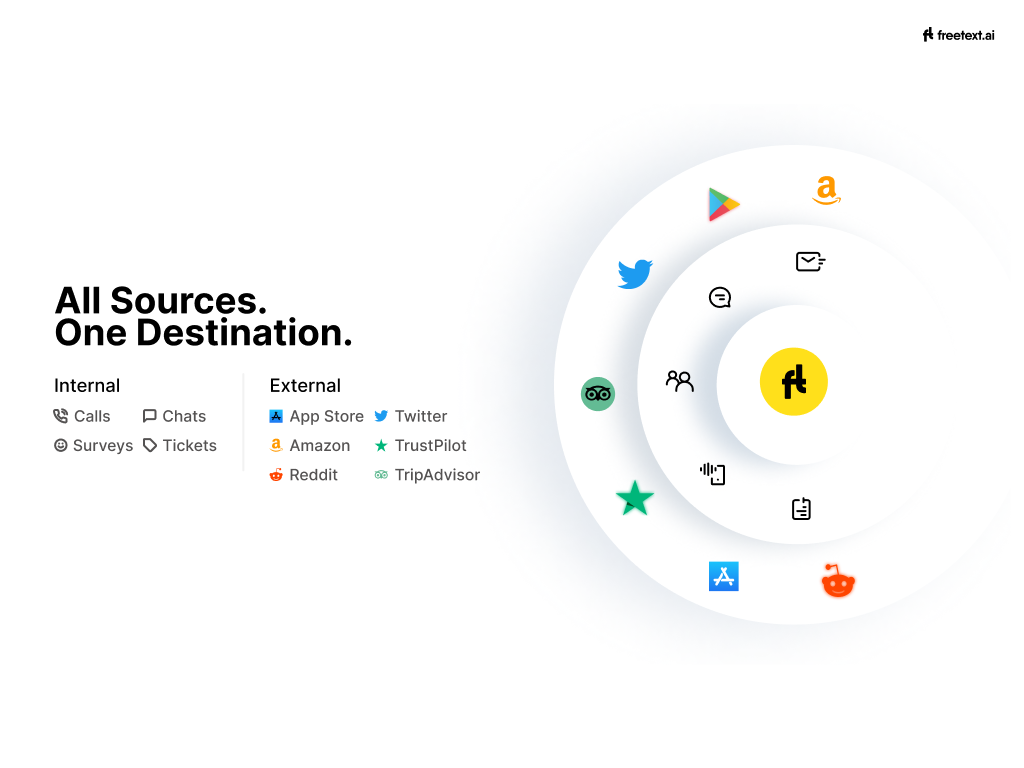 freetext.ai
All Sources.
One Destination.
Internal
Calls
Chats
Surveys
Tickets
External
App Store
Twitter
Amazon
TrustPilot
Reddit
TripAdvisor